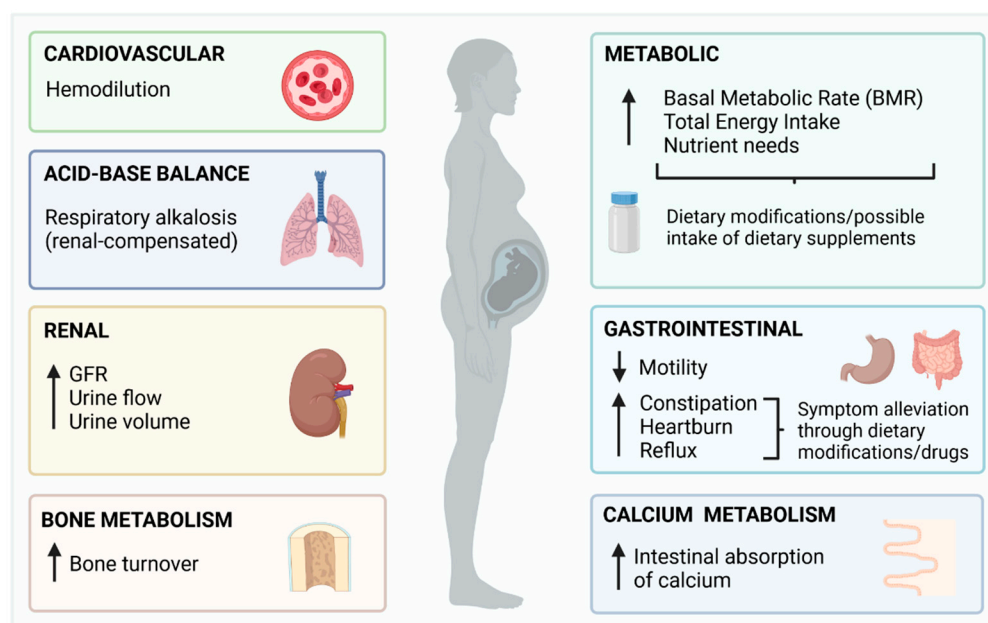 CARDIOVASCULAR
Hemodilution
ACID-BASE BALANCE
Respiratory alkalosis
(renal-compensated)
RENAL
GFR
Urine flow
Urine volume
BONE METABOLISM
Bone turnover
METABOLIC
Basal Metabolic Rate (BMR)
Total Energy Intake
Nutrient needs
Dietary modifications/possible
intake of dietary supplements
GASTROINTESTINAL
Motility
Constipation
Heartburn
Reflux
Symptom alleviation
through dietary
modifications/drugs
CALCIUM METABOLISM
Intestinal absorption
of calcium